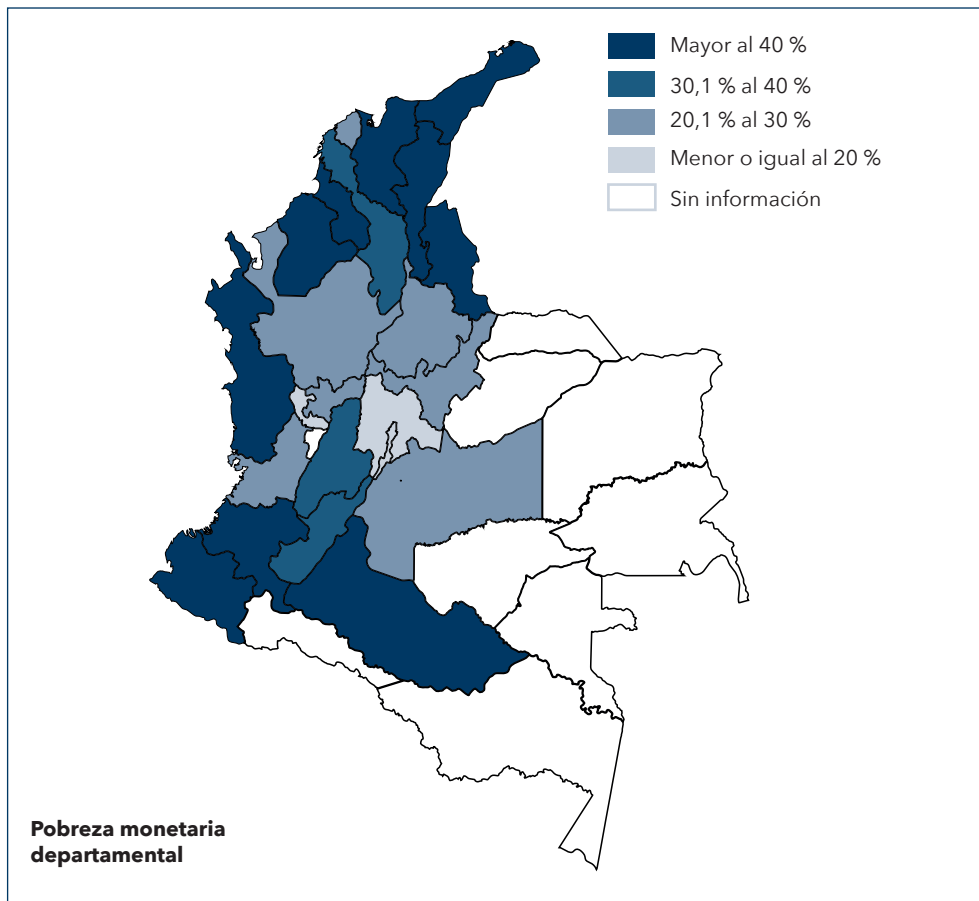 Mayor al 40 %
30,1 % al 40 %
20,1 % al 30 %
Menor o igual al 20 %
Sin información
Pobreza monetaria
departamental